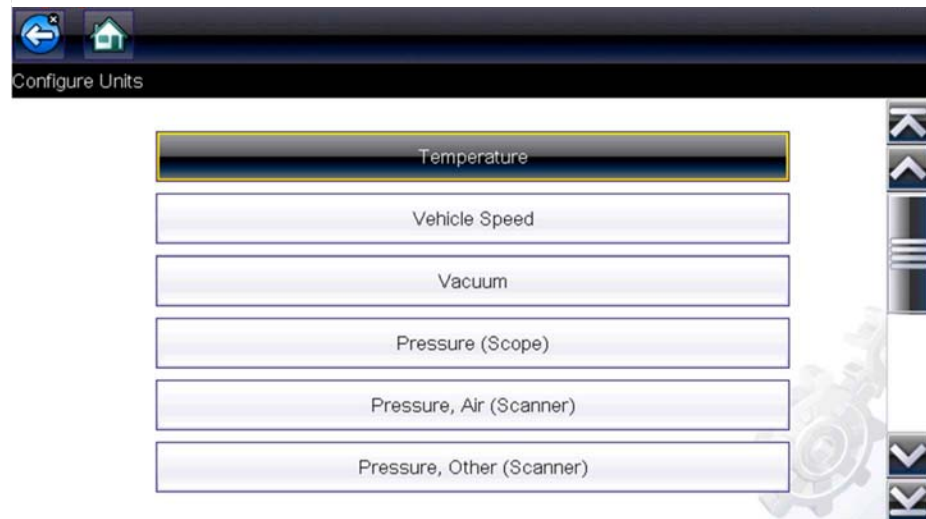 Configure Units
Temperature
Vehicle Speed
Vacuum
Pressure (Scope)
Pressure, Air (Scanner)
Pressure, Other (Scanner)